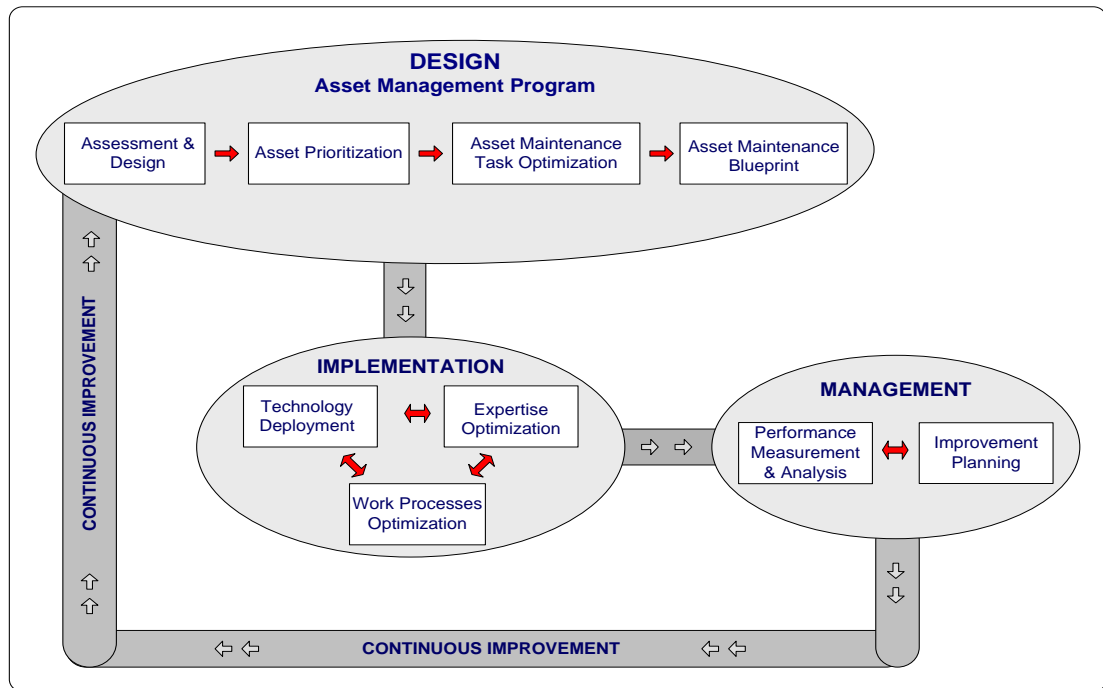 DESIGN
Asset Management Program
Assessment &
Design
Asset Prioritization
Asset Maintenance
Task Optimization
Asset Maintenance
Blueprint
CONTINUOUS IMPROVEMENT
IMPLEMENTATION
Technology
Deployment
Expertise
Optimization
Work Processes
Optimization
MANAGEMENT
Performance
Measurement
& Analysis
Improvement
Planning
CONTINUOUS IMPROVEMENT